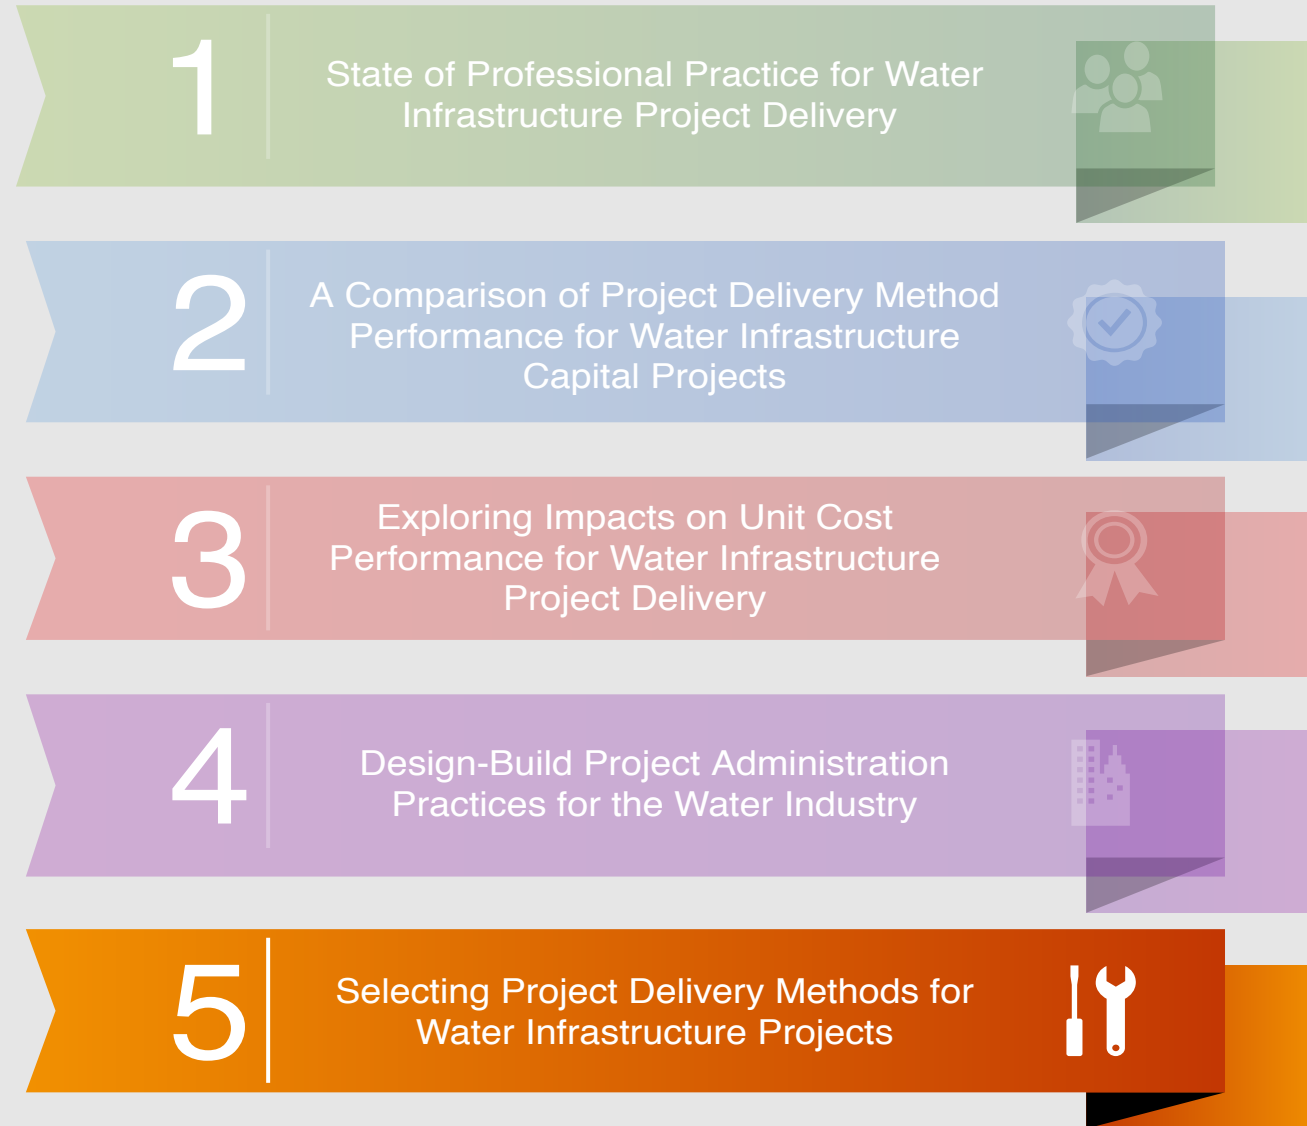 1
State of Professional Practice for Water
Infrastructure Project Delivery
2
A Comparison of Project Delivery Method
Performance for Water Infrastructure
Capital Projects
3
Exploring Impacts on Unit Cost
Performance for Water Infrastructure
Project Delivery
4
Design-Build Project Administration
Practices for the Water Industry
5
Selecting Project Delivery Methods for
Water Infrastructure Projects